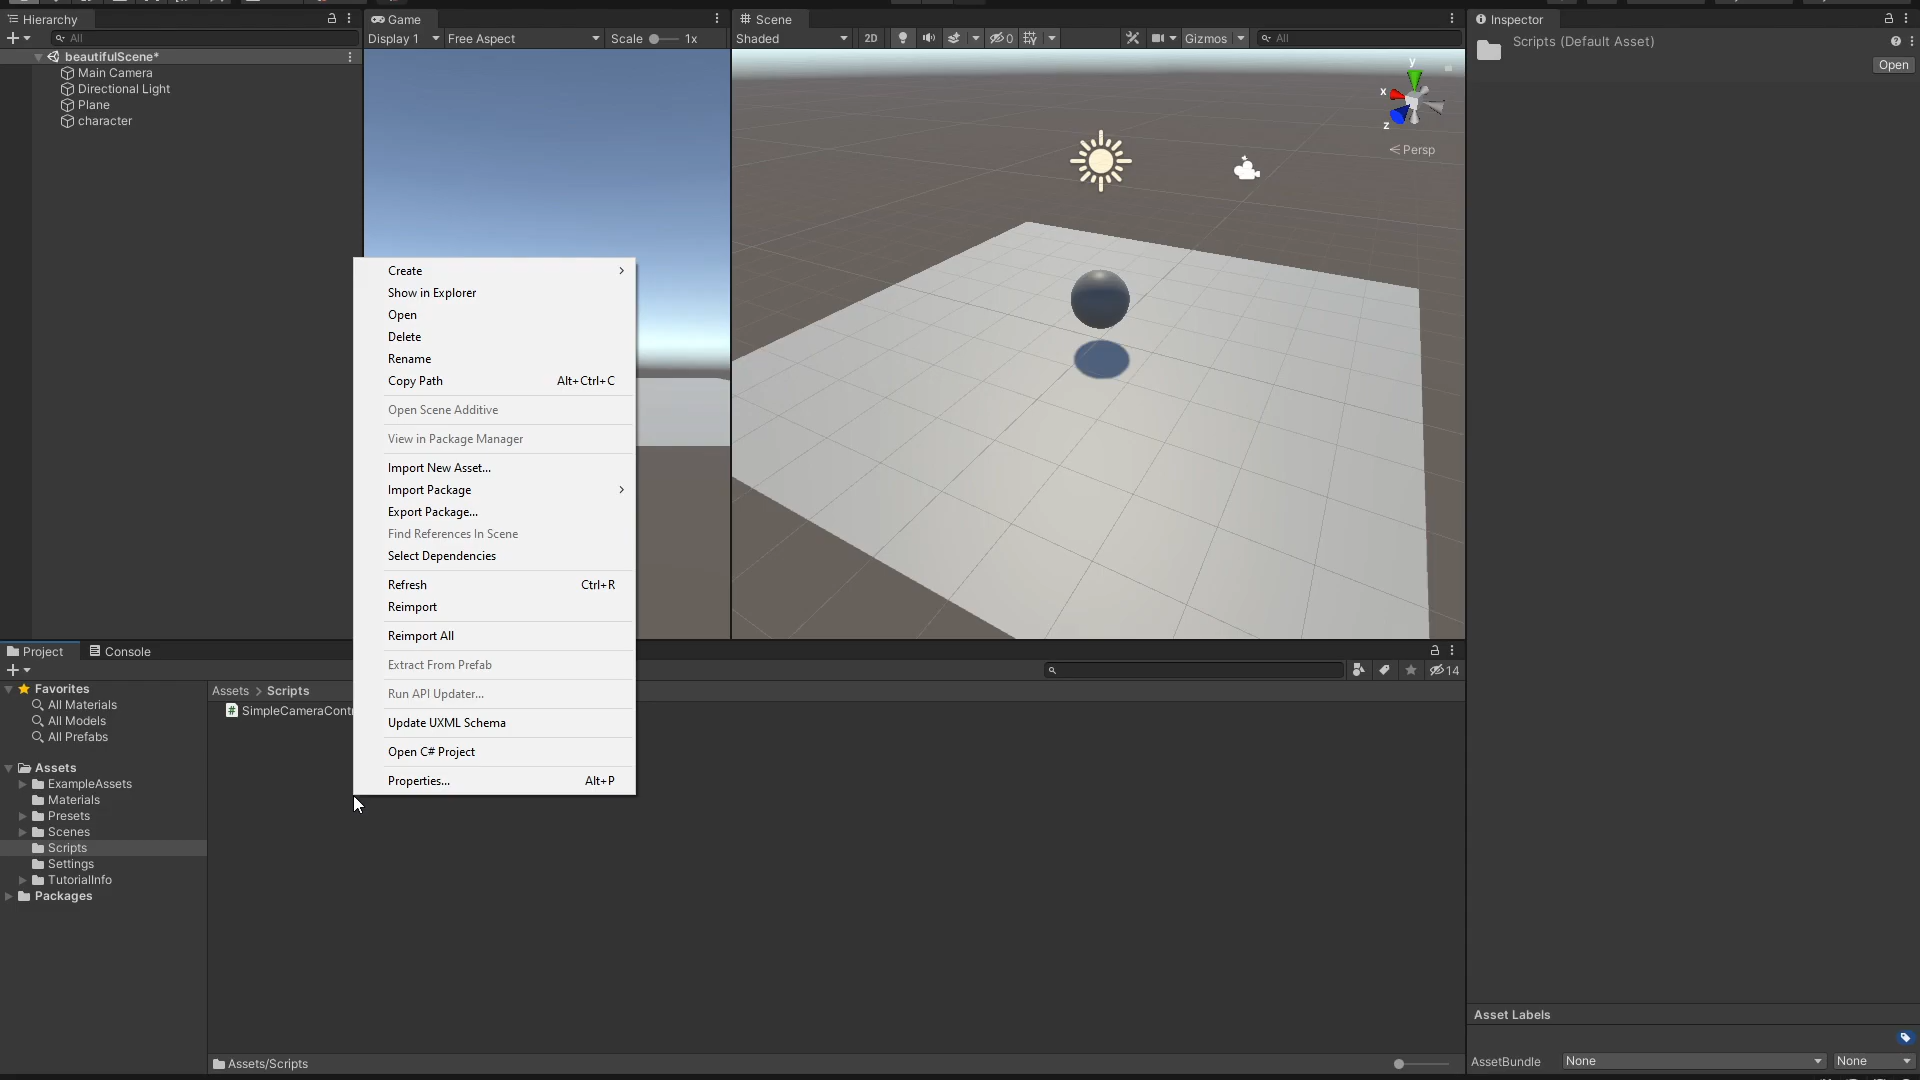 Hierarchy
All
beautifulScene*
Main Camera
Directional Light
Plane
character
Game
Display 1
Free Aspect
Scale
1x
Scene
Shaded
2D
0
Gizmos
All
y
x
z
Persp
Inspector
Scripts (Default Asset)
Open
Create
Show in Explorer
Open
Delete
Rename
Copy Path Alt+Ctrl+C
Open Scene Additive
View in Package Manager
Import New Asset...
Import Package
Export Package...
Find References In Scene
Select Dependencies
Refresh Ctrl+R
Reimport
Reimport All
Extract From Prefab
Run API Updater...
Update UXML Schema
Open C# Project
Properties... Alt+P
Project
Console
14
Favorites
All Materials
All Models
All Prefabs
Assets
ExampleAssets
Materials
Presets
Scenes
Scripts
Settings
TutorialInfo
Packages
Assets > Scripts
# SimpleCameraContr
Assets/Scripts
Asset Labels
AssetBundle None None